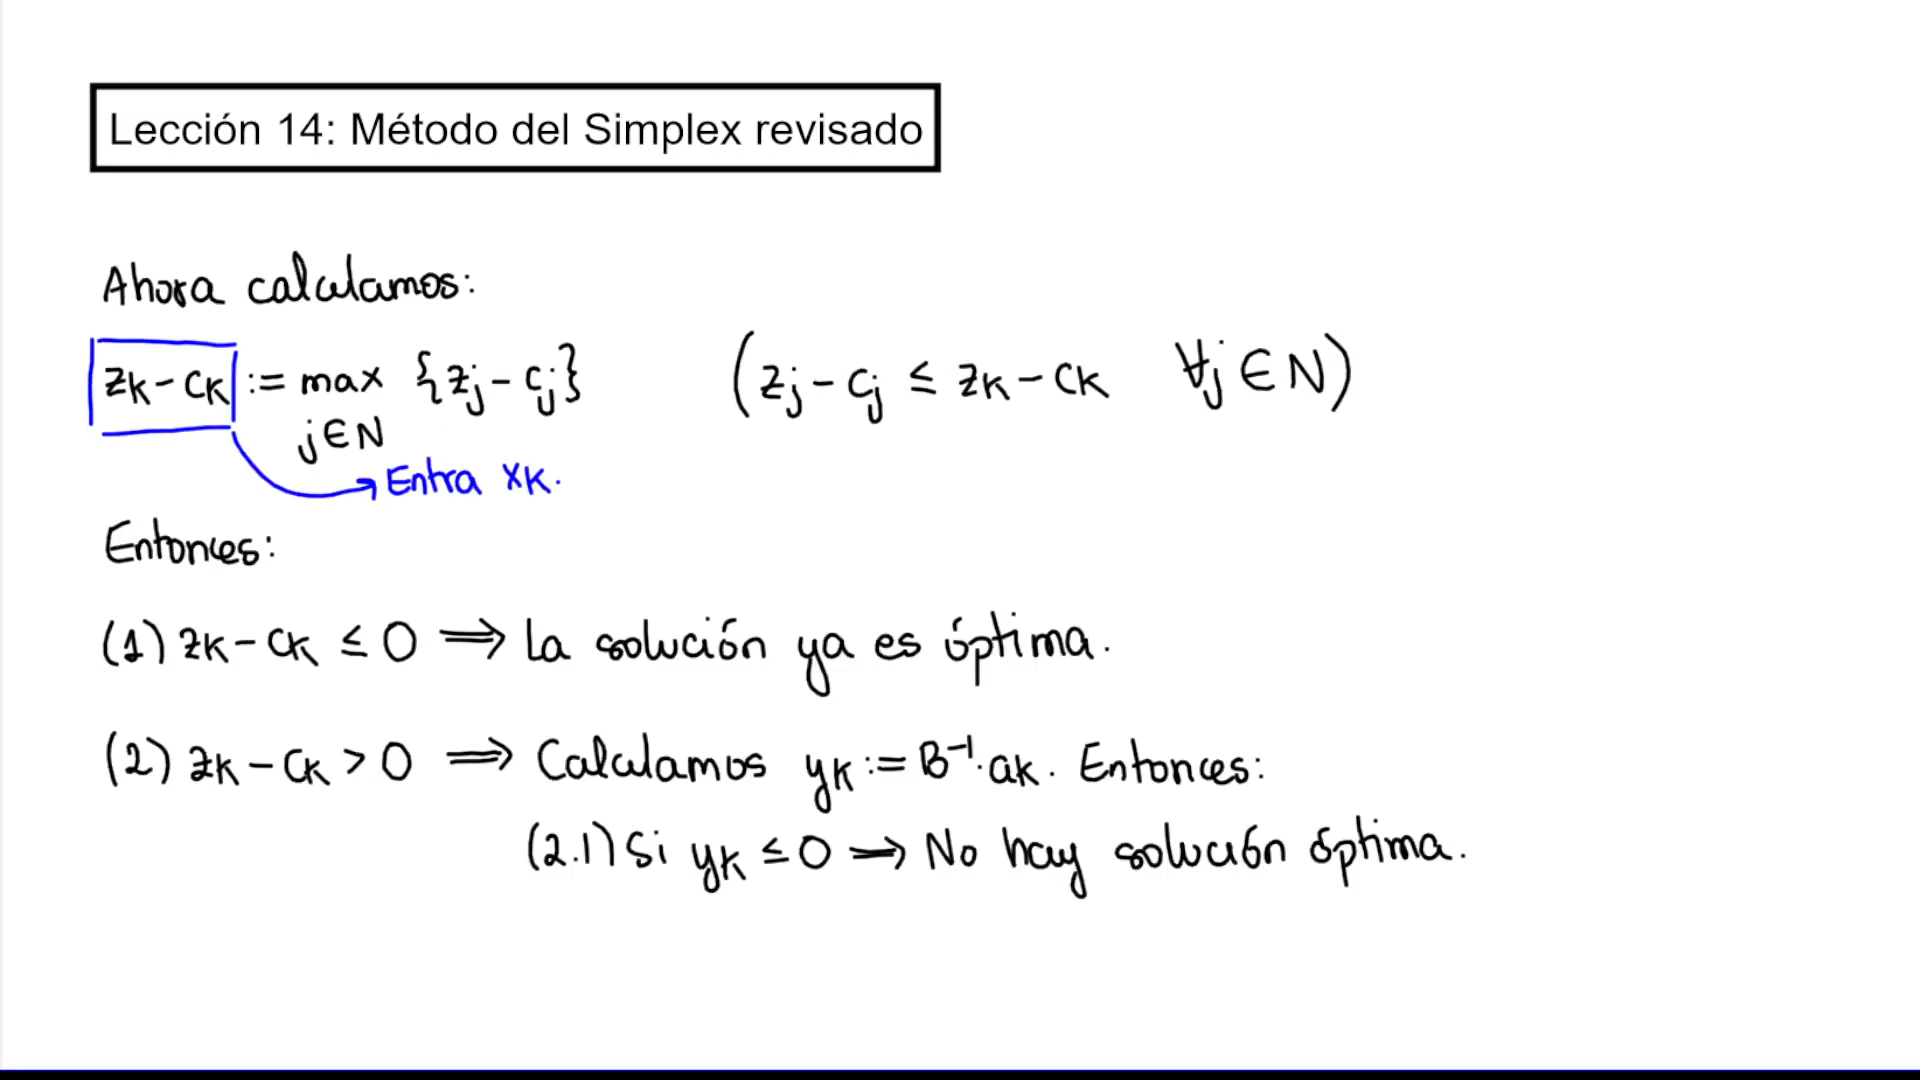 Lección 14: Método del Simplex revisado
Ahora calculamos:
zk - ck := max {zj - cj} (zj - cj ≤ zk - ck ∀j ∈ N)
j∈N
Entra xk.
Entonces:
(1) zk - ck ≤ 0 ⟹ La solución ya es óptima.
(2) zk - ck > 0 ⟹ Calculamos yk := B⁻¹·ak. Entonces:
(2.1) Si yk ≤ 0 → No hay solución óptima.